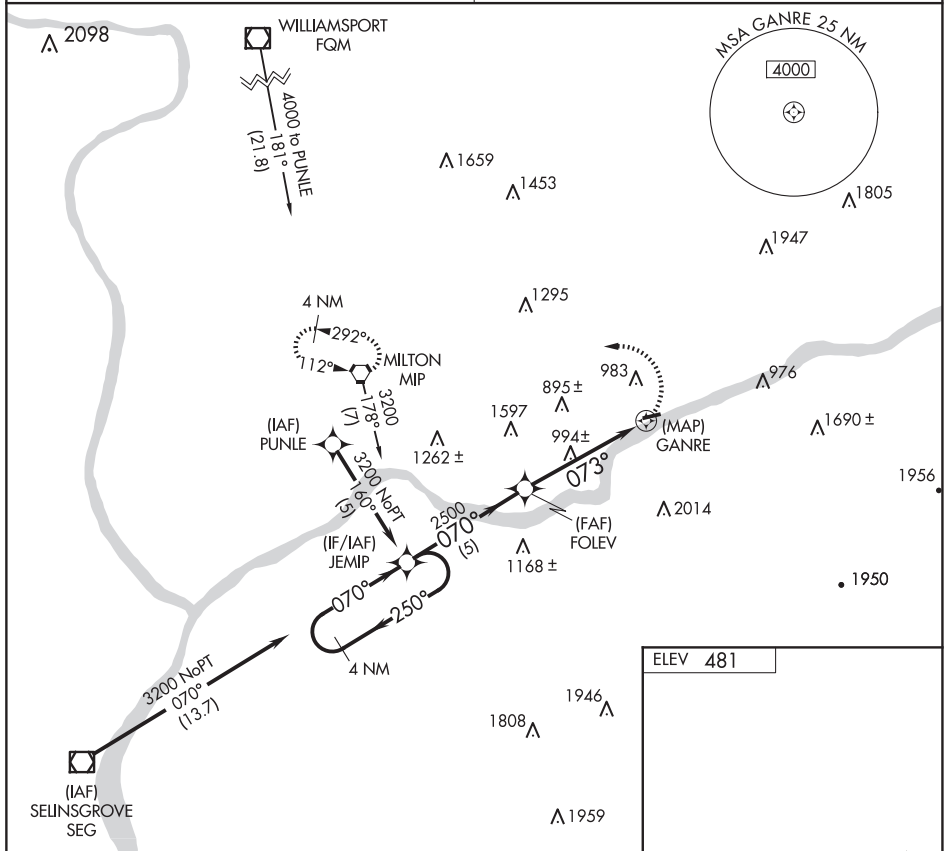 2098
WILLIAMSPORT
FQM
4000 to PUNLE
181°
(21.8)
MSA GANRE 25 NM
4000
1659
1453
1805
1947
1295
4 NM
292°
112°
MILTON
MIP
3200
178°
(7)
983
976
895 ±
1597
(IAF)
PUNLE
1262 ±
994±
(MAP)
GANRE
1690 ±
3200 NoPT
160°
(5)
073°
1956
2500
070°
(5)
2014
(FAF)
FOLEV
(IF/IAF)
JEMIP
1168 ±
1950
070°
250°
4 NM
3200 NoPT
070°
(13.7)
ELEV 481
1946
1808
(IAF)
SELINSGROVE
SEG
1959